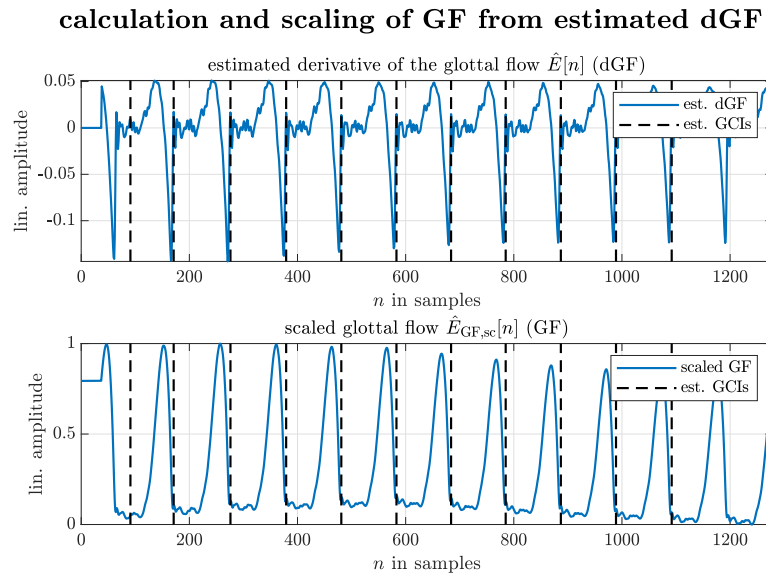 calculation and scaling of GF from estimated dGF
estimated derivative of the glottal flow Ê[n] (dGF)
0.05
0
-0.05
-0.1
lin. amplitude
est. dGF
est. GCIs
0 200 400 600 800 1000 1200
n in samples
scaled glottal flow Ê_GF,sc[n] (GF)
1
0.5
0
lin. amplitude
scaled GF
est. GCIs
0 200 400 600 800 1000 1200
n in samples